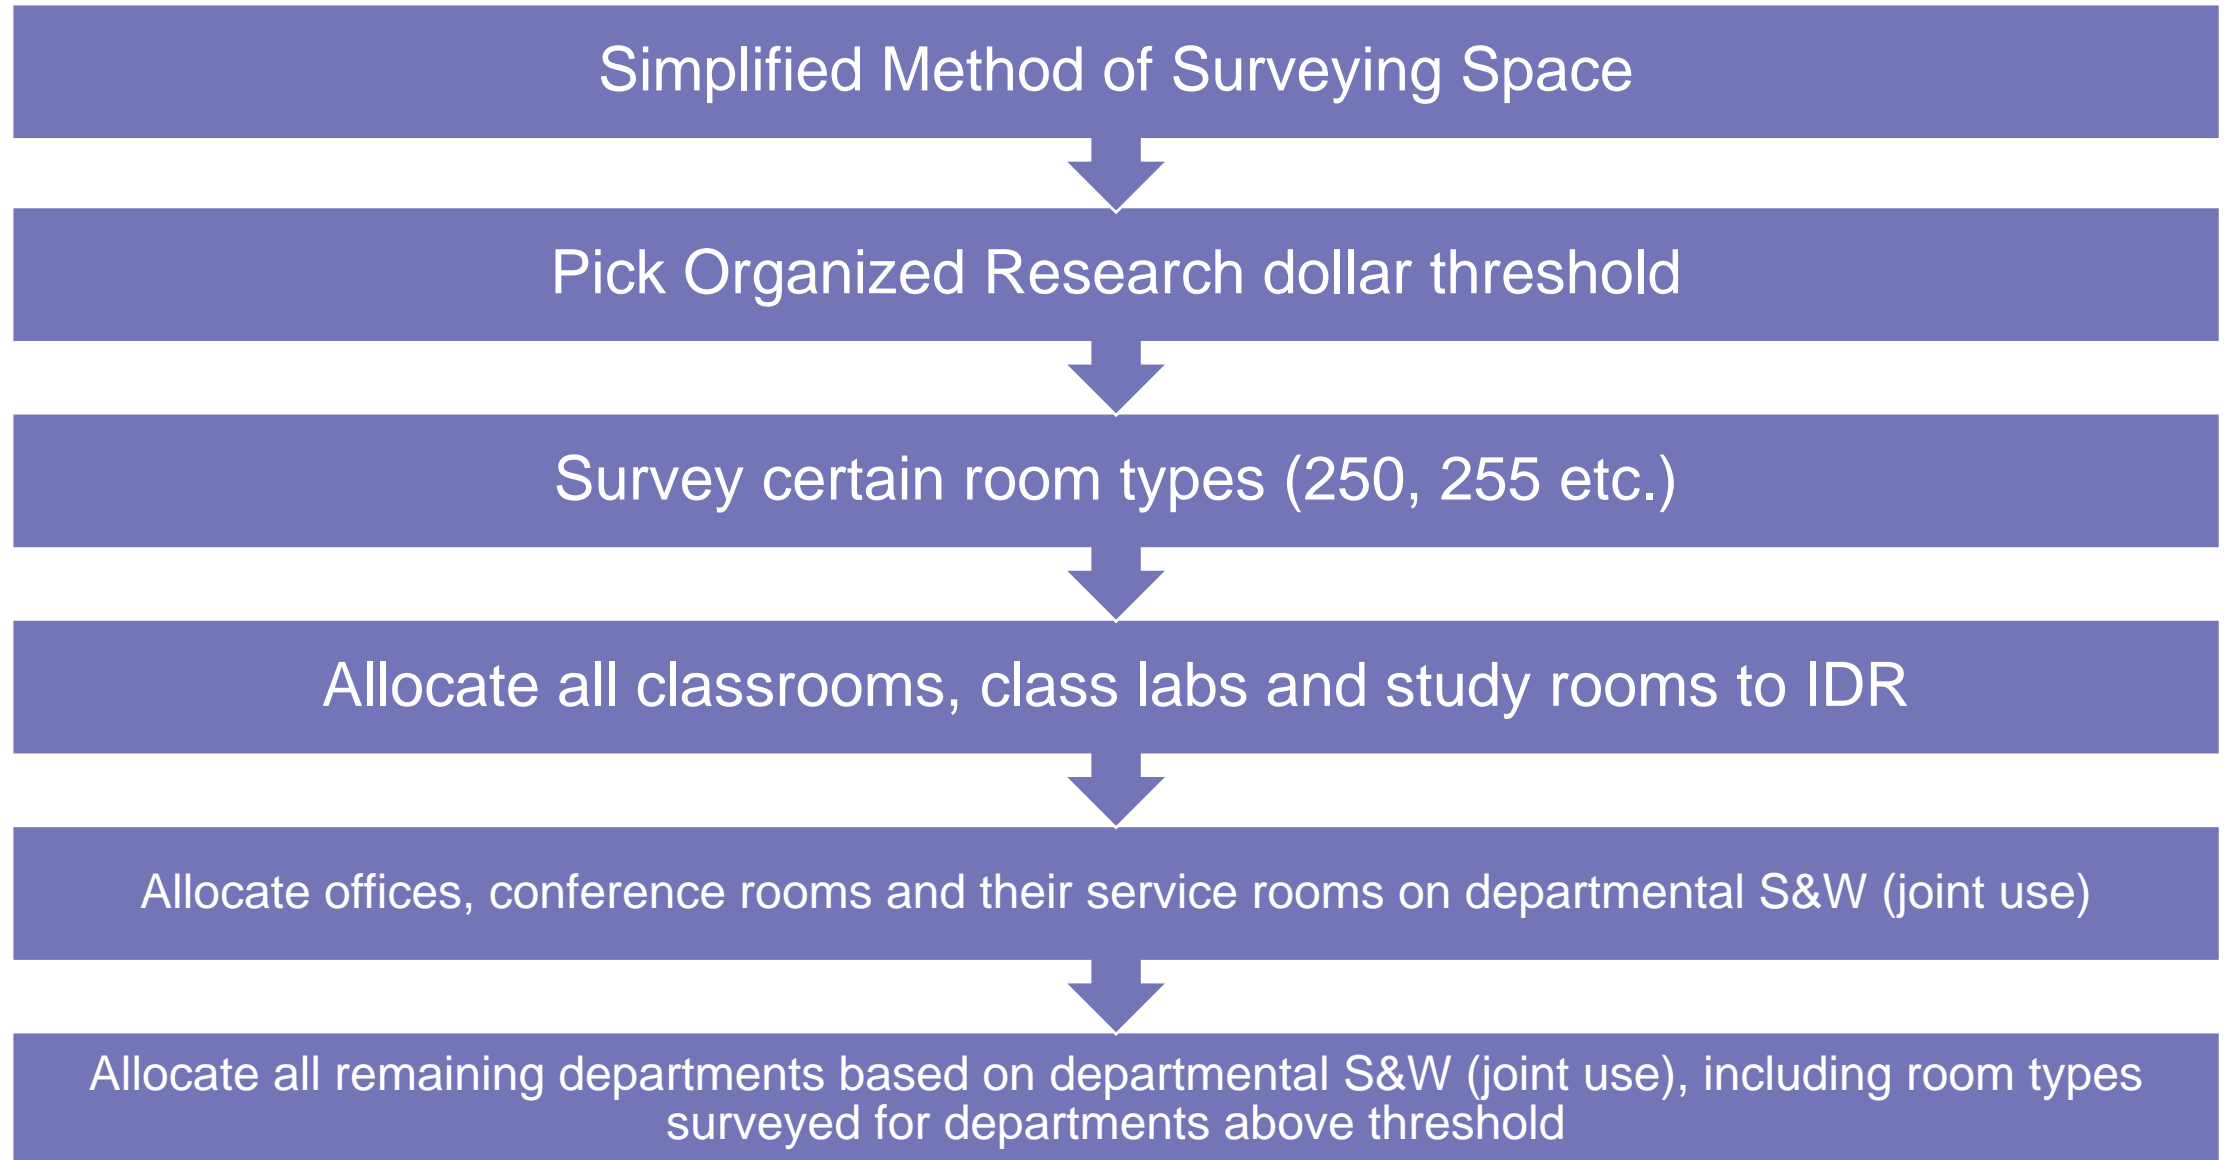 Simplified Method of Surveying Space
Pick Organized Research dollar threshold
Survey certain room types (250, 255 etc.)
Allocate all classrooms, class labs and study rooms to IDR
Allocate offices, conference rooms and their service rooms on departmental S&W (joint use)
Allocate all remaining departments based on departmental S&W (joint use), including room types
surveyed for departments above threshold